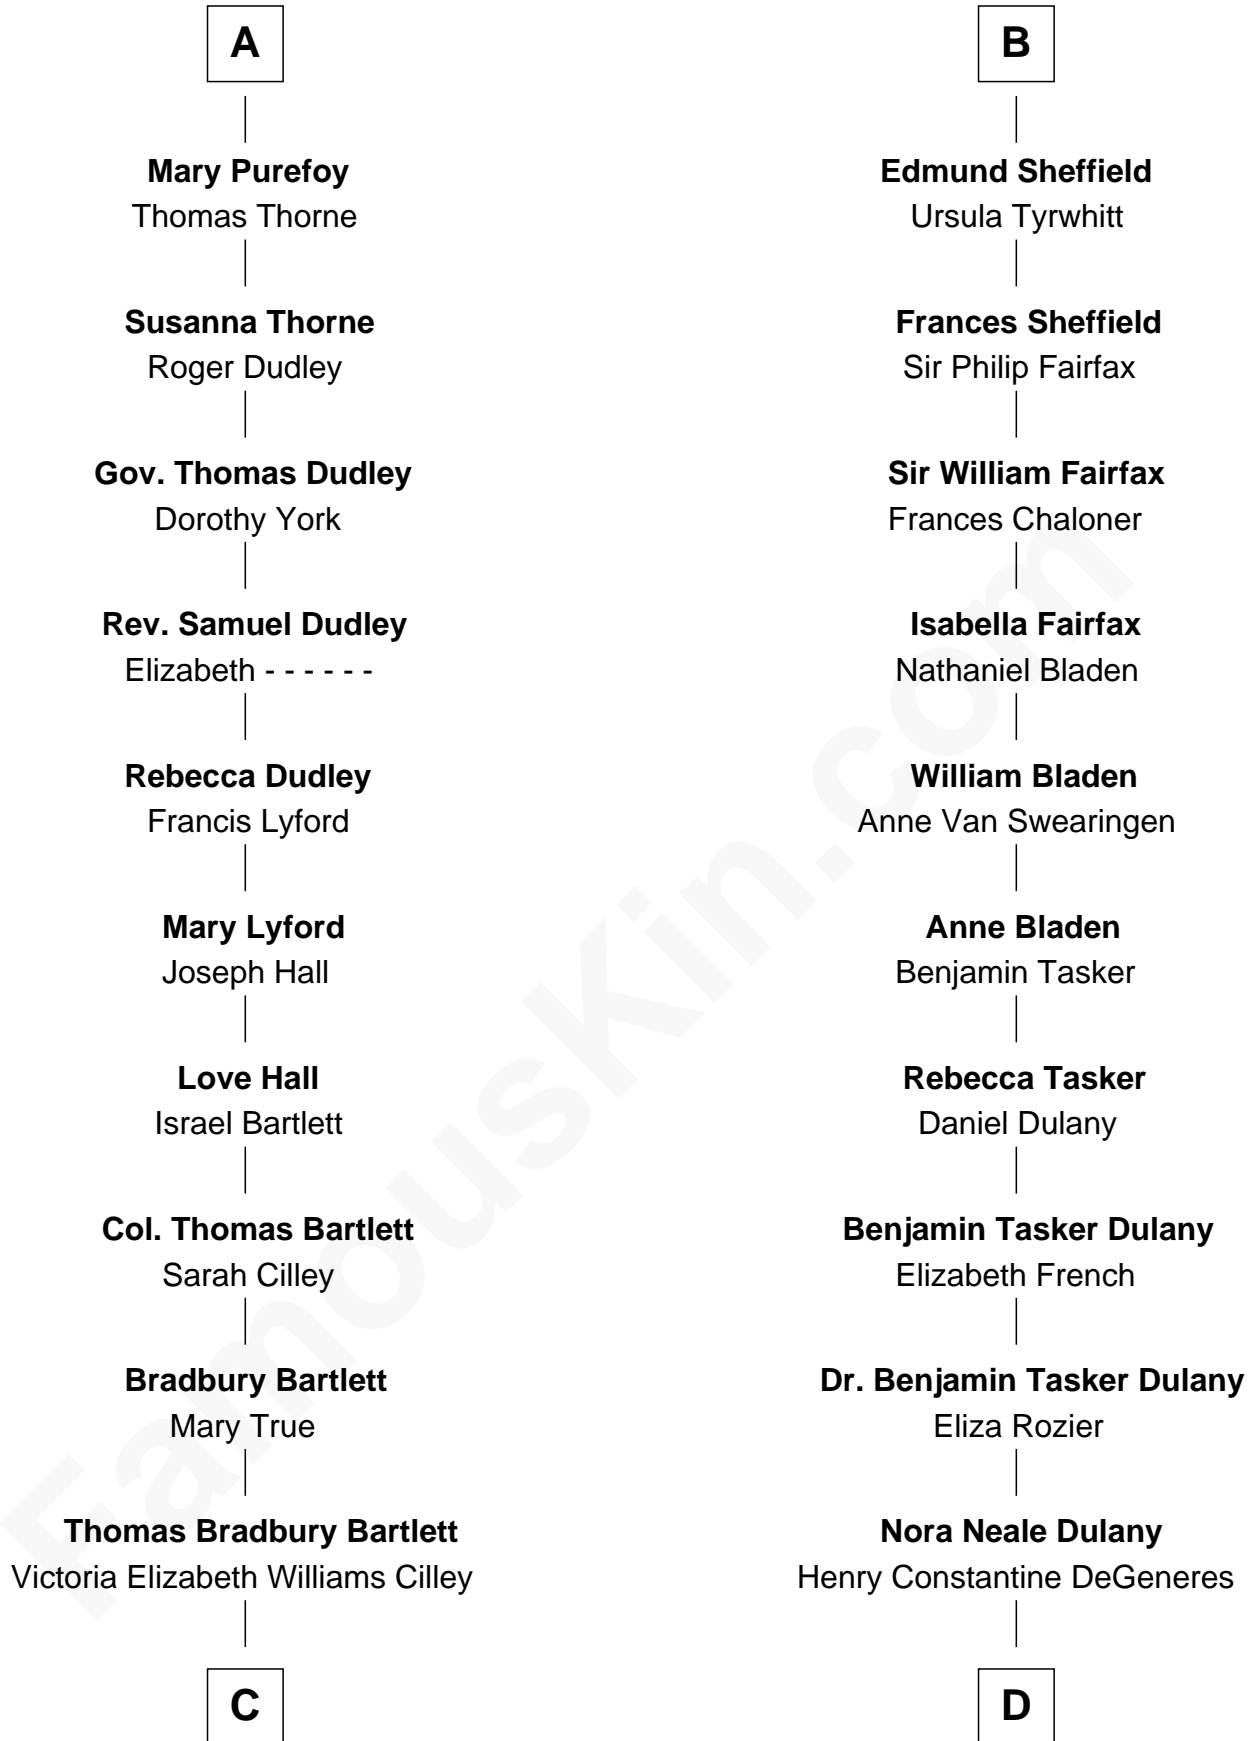 A
Mary Purefoy
Thomas Thorne
Susanna Thorne
Roger Dudley
Gov. Thomas Dudley
Dorothy York
Rev. Samuel Dudley
Elizabeth - - - - - -
Rebecca Dudley
Francis Lyford
Mary Lyford
Joseph Hall
Love Hall
Israel Bartlett
Col. Thomas Bartlett
Sarah Cilley
Bradbury Bartlett
Mary True
Thomas Bradbury Bartlett
Victoria Elizabeth Williams Cilley
C
B
Edmund Sheffield
Ursula Tyrwhitt
Frances Sheffield
Sir Philip Fairfax
Sir William Fairfax
Frances Chaloner
Isabella Fairfax
Nathaniel Bladen
William Bladen
Anne Van Swearingen
Anne Bladen
Benjamin Tasker
Rebecca Tasker
Daniel Dulany
Benjamin Tasker Dulany
Elizabeth French
Dr. Benjamin Tasker Dulany
Eliza Rozier
Nora Neale Dulany
Henry Constantine DeGeneres
D
FamousKin.com